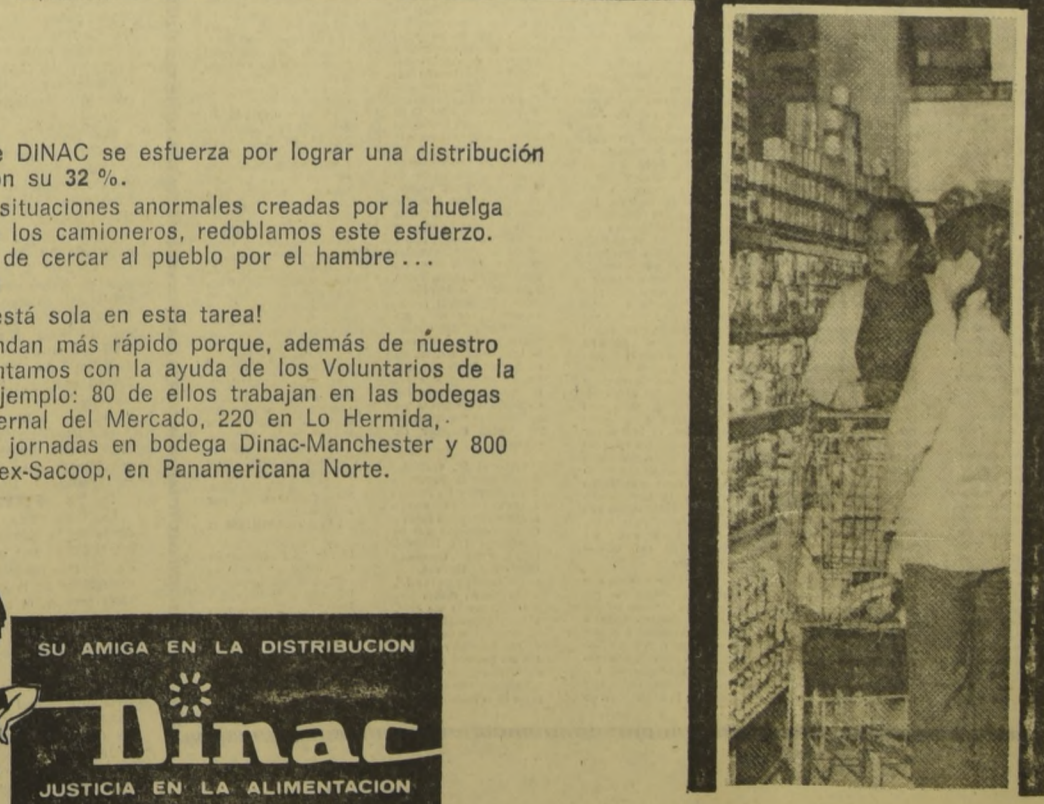 DINAC se esfuerza por lograr una distribución
su 32 %.
situaciones anormales creadas por la huelga
los camioneros, redoblamos este esfuerzo.
de cercar al pueblo por el hambre ...
está sola en esta tarea!
ndan más rápido porque, además de nuestro
ntamos con la ayuda de los Voluntarios de la
jemplo: 80 de ellos trabajan en las bodegas
ernal del Mercado, 220 en Lo Hermida,
jornadas en bodega Dinac-Manchester y 800
ex-Sacoop, en Panamericana Norte.
SU AMIGA EN LA DISTRIBUCION
Dinac
JUSTICIA EN LA ALIMENTACION